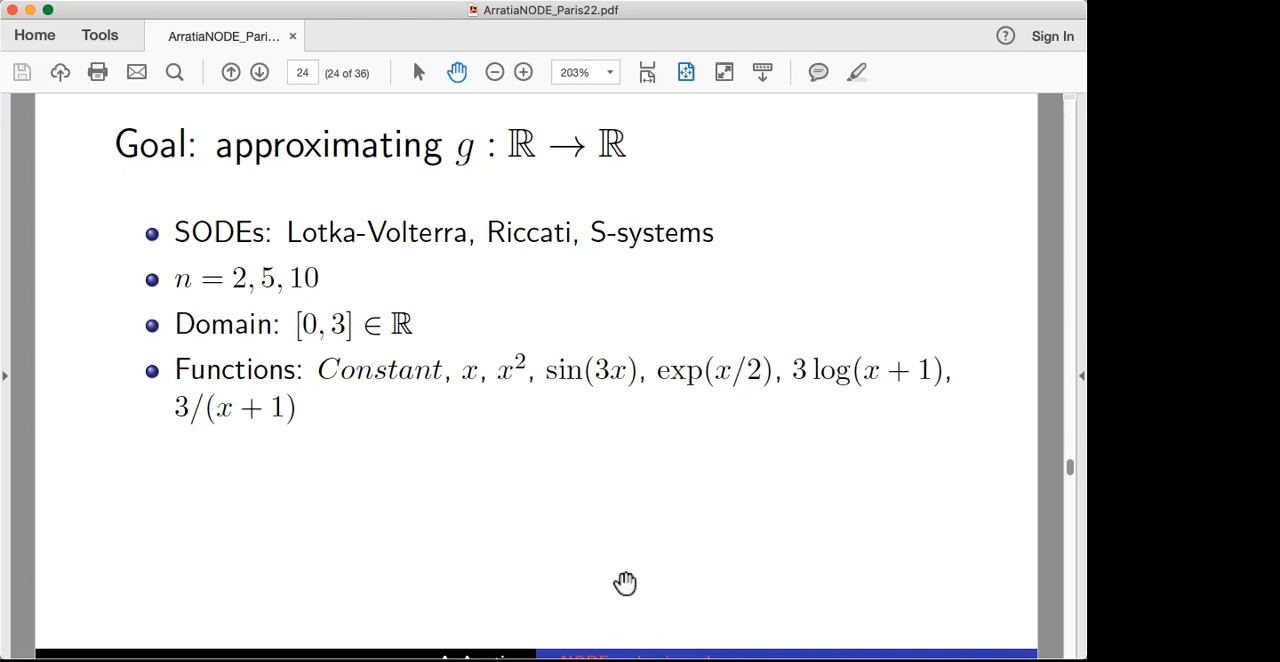 ArratiaNODE_Paris22.pdf
Home Tools ArratiaNODE_Pari... × Sign In
24 (24 of 36) 203%
Goal: approximating g : ℝ → ℝ
SODEs: Lotka-Volterra, Riccati, S-systems
n = 2, 5, 10
Domain: [0, 3] ∈ ℝ
Functions: Constant, x, x², sin(3x), exp(x/2), 3 log(x + 1),
3/(x + 1)